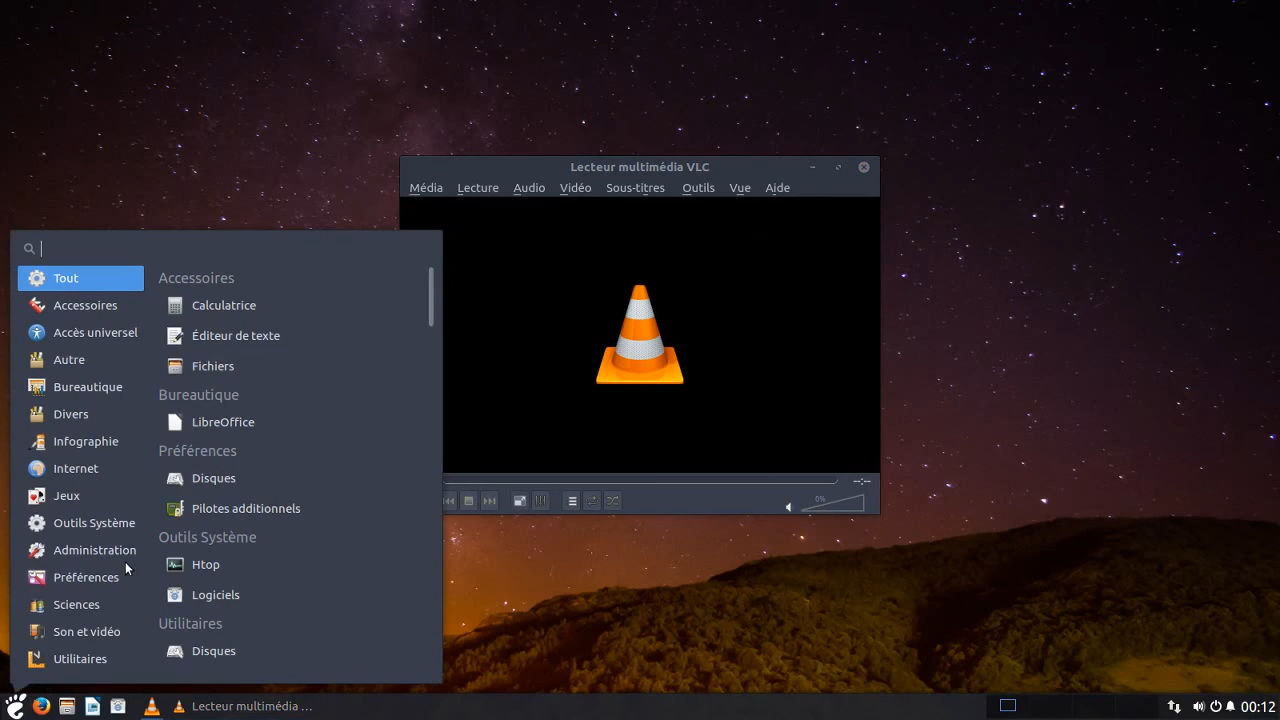 Lecteur multimédia VLC
Média Lecture Audio Vidéo Sous-titres Outils Vue Aide
--:--
0%
Tout
Accessoires
Accès universel
Autre
Bureautique
Divers
Infographie
Internet
Jeux
Outils Système
Administration
Préférences
Sciences
Son et vidéo
Utilitaires
Accessoires
Calculatrice
Éditeur de texte
Fichiers
Bureautique
LibreOffice
Préférences
Disques
Pilotes additionnels
Outils Système
Htop
Logiciels
Utilitaires
Disques
Lecteur multimédia ...
00:12